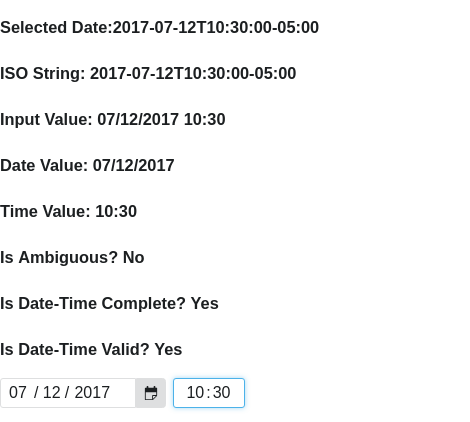 Selected Date:2017-07-12T10:30:00-05:00
ISO String: 2017-07-12T10:30:00-05:00
Input Value: 07/12/2017 10:30
Date Value: 07/12/2017
Time Value: 10:30
Is Ambiguous? No
Is Date-Time Complete? Yes
Is Date-Time Valid? Yes
07 / 12 / 2017 10:30